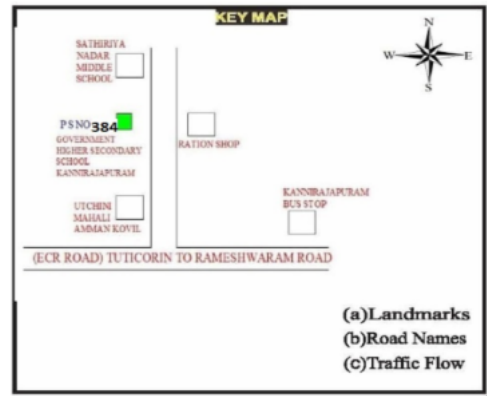 KEY MAP
N
W
E
S
SATHIRIYA
NADAR
MIDDLE
SCHOOL
PSNO384
GOVERNMENT
HIGHER SECONDARY
SCHOOL
KANNIRAJAPURAM
RATION SHOP
UTCHINI
MAHALI
AMMAN KOVIL
KANNIRAJAPURAM
BUS STOP
(ECR ROAD) TUTICORIN TO RAMESHWARAM ROAD
(a)Landmarks
(b)Road Names
(c)Traffic Flow